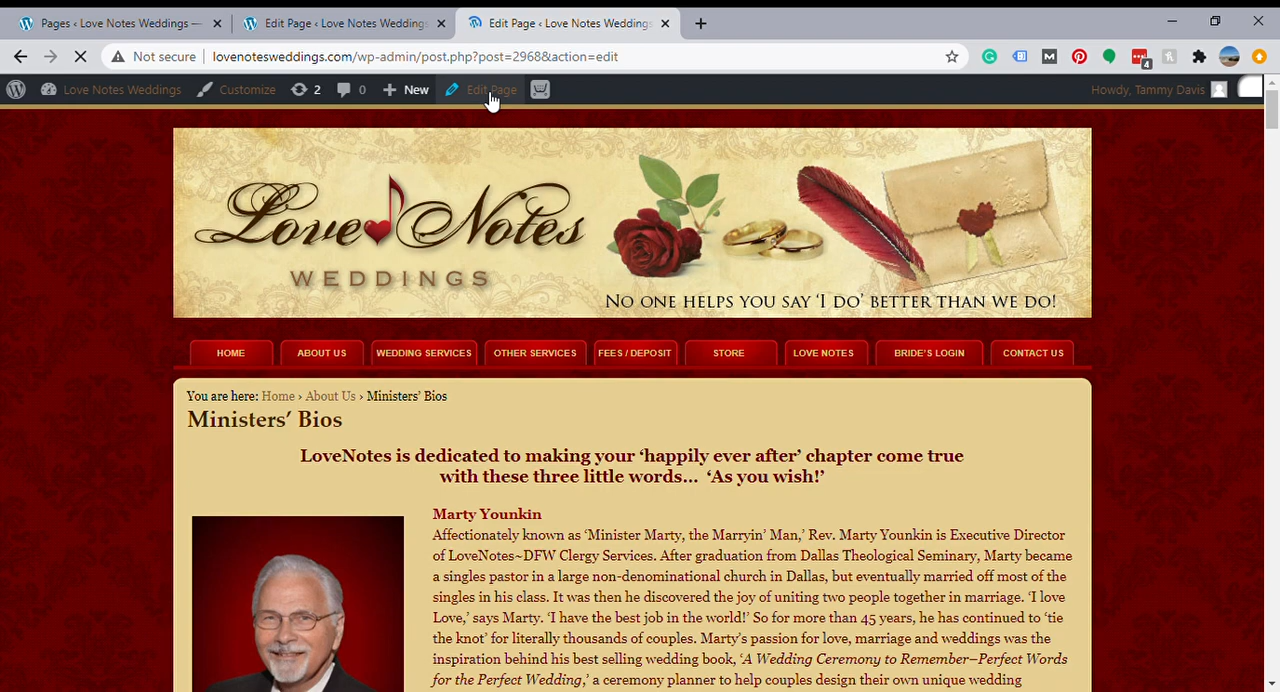 Pages ‹ Love Notes Weddings —
Edit Page ‹ Love Notes Weddings
Edit Page ‹ Love Notes Weddings
Not secure
lovenotesweddings.com/wp-admin/post.php?post=2968&action=edit
4
Love Notes Weddings
Customize
2
0
New
Edit Page
Howdy, Tammy Davis
Love Notes
WEDDINGS
NO ONE HELPS YOU SAY ‘I DO’ BETTER THAN WE DO!
HOME
ABOUT US
WEDDING SERVICES
OTHER SERVICES
FEES / DEPOSIT
STORE
LOVE NOTES
BRIDE'S LOGIN
CONTACT US
You are here: Home › About Us › Ministers’ Bios
Ministers’ Bios
LoveNotes is dedicated to making your ‘happily ever after’ chapter come true
with these three little words… ‘As you wish!’
Marty Younkin
Affectionately known as ‘Minister Marty, the Marryin’ Man,’ Rev. Marty Younkin is Executive Director
of LoveNotes~DFW Clergy Services. After graduation from Dallas Theological Seminary, Marty became
a singles pastor in a large non-denominational church in Dallas, but eventually married off most of the
singles in his class. It was then he discovered the joy of uniting two people together in marriage. ‘I love
Love,’ says Marty. ‘I have the best job in the world!’ So for more than 45 years, he has continued to ‘tie
the knot’ for literally thousands of couples. Marty’s passion for love, marriage and weddings was the
inspiration behind his best selling wedding book, ‘A Wedding Ceremony to Remember–Perfect Words
for the Perfect Wedding,’ a ceremony planner to help couples design their own unique wedding